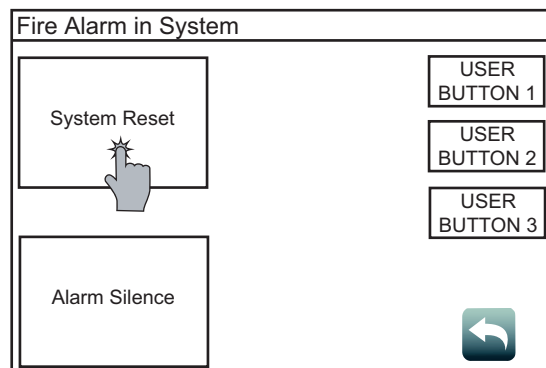 Fire Alarm in System
System Reset
Alarm Silence
USER
BUTTON 1
USER
BUTTON 2
USER
BUTTON 3